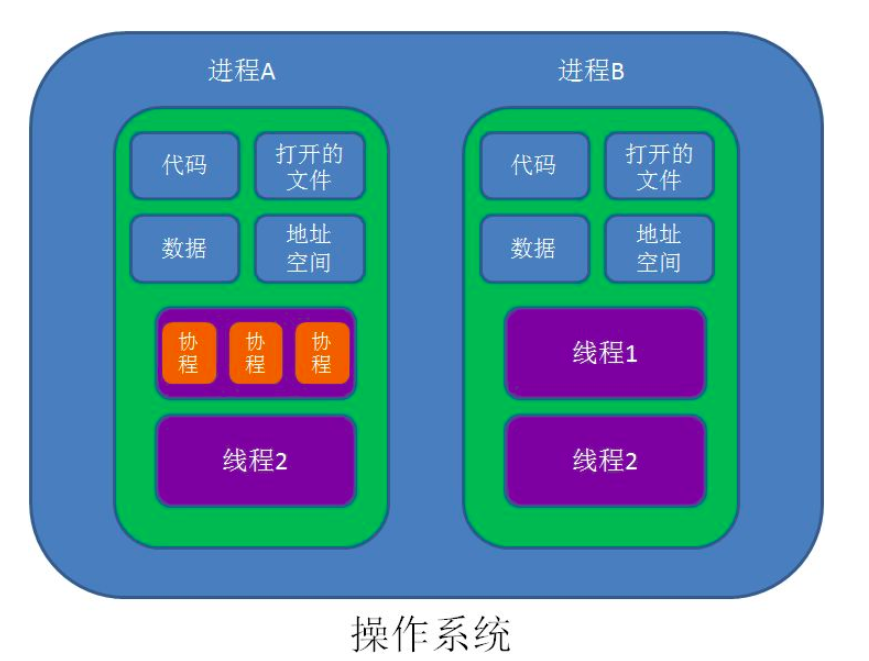 进程A
进程B
代码
打开的
文件
数据
地址
空间
协
程
协
程
协
程
线程2
代码
打开的
文件
数据
地址
空间
线程1
线程2
操作系统